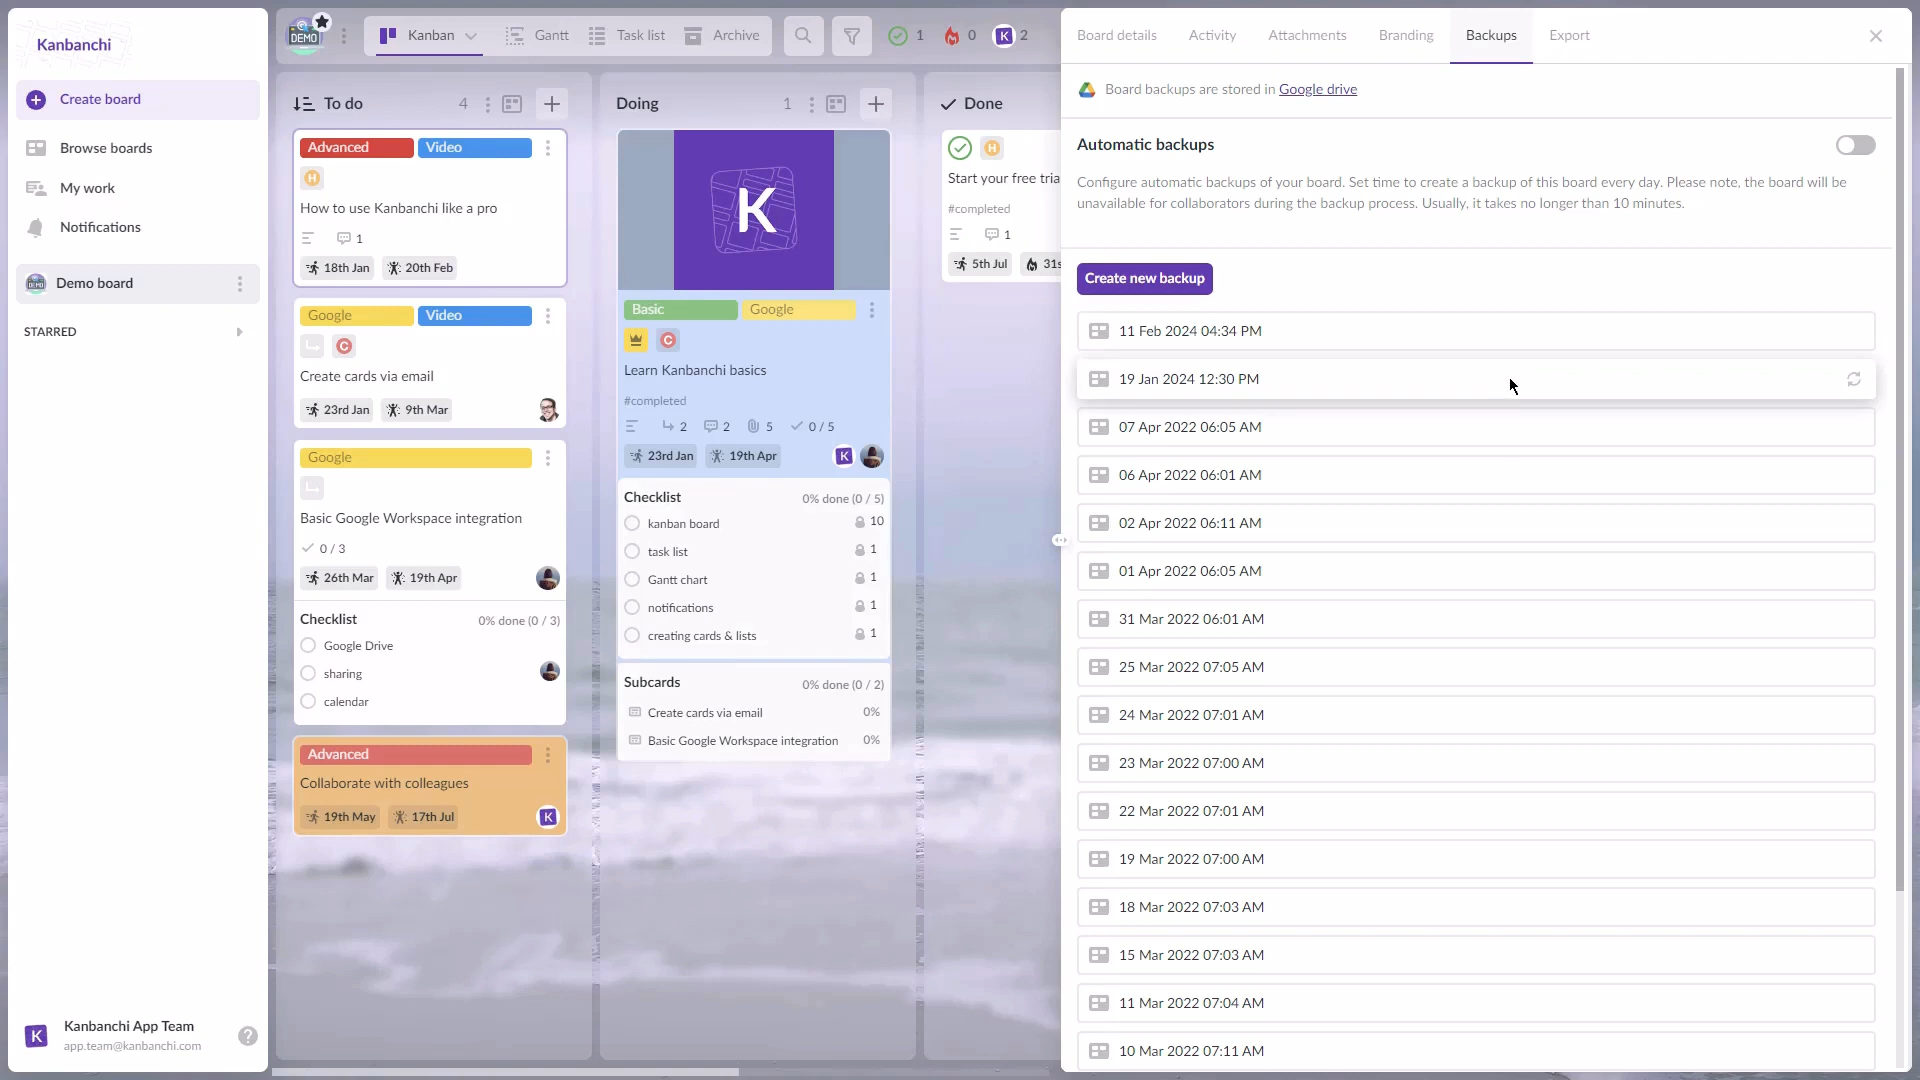 Kanbanchi
Create board
Browse boards
My work
Notifications
Demo board
STARRED
Kanbanchi App Team
app.team@kanbanchi.com
?
K
DEMO
Kanban
Gantt
Task list
Archive
1
0
K 2
To do 4
Advanced Video
H
How to use Kanbanchi like a pro
1
18th Jan 20th Feb
Google Video
C
Create cards via email
23rd Jan 9th Mar
Google
Basic Google Workspace integration
0 / 3
26th Mar 19th Apr
Checklist 0% done (0 / 3)
Google Drive
sharing
calendar
Advanced
Collaborate with colleagues
19th May 17th Jul K
Doing 1
K
Basic Google
C
Learn Kanbanchi basics
#completed
2 2 5 0 / 5
23rd Jan 19th Apr K
Checklist 0% done (0 / 5)
kanban board 10
task list 1
Gantt chart 1
notifications 1
creating cards & lists 1
Subcards 0% done (0 / 2)
Create cards via email 0%
Basic Google Workspace integration 0%
Done
H
Start your free tria
#completed
1
5th Jul 31s
Board details Activity Attachments Branding Backups Export
Board backups are stored in Google drive
Automatic backups
Configure automatic backups of your board. Set time to create a backup of this board every day. Please note, the board will be
unavailable for collaborators during the backup process. Usually, it takes no longer than 10 minutes.
Create new backup
11 Feb 2024 04:34 PM
19 Jan 2024 12:30 PM
07 Apr 2022 06:05 AM
06 Apr 2022 06:01 AM
02 Apr 2022 06:11 AM
01 Apr 2022 06:05 AM
31 Mar 2022 06:01 AM
25 Mar 2022 07:05 AM
24 Mar 2022 07:01 AM
23 Mar 2022 07:00 AM
22 Mar 2022 07:01 AM
19 Mar 2022 07:00 AM
18 Mar 2022 07:03 AM
15 Mar 2022 07:03 AM
11 Mar 2022 07:04 AM
10 Mar 2022 07:11 AM